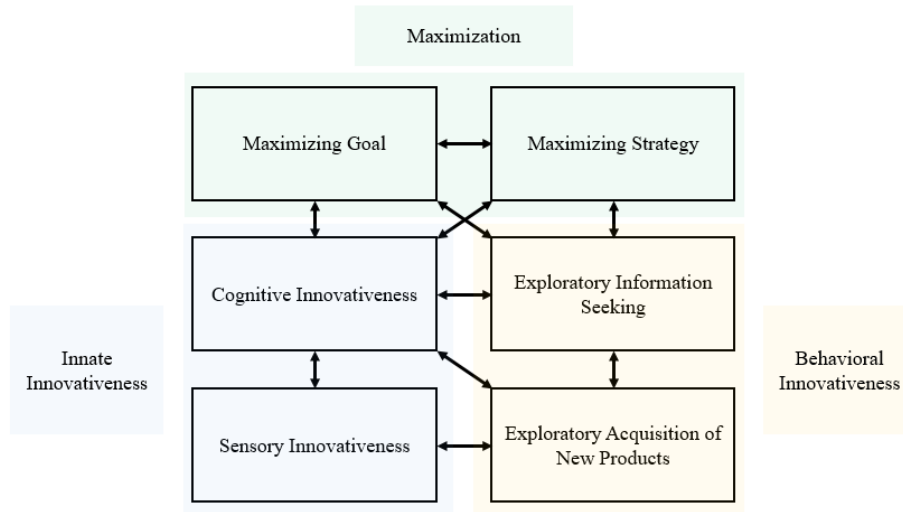 Maximization
Maximizing Goal
Maximizing Strategy
Cognitive Innovativeness
Exploratory Information
Seeking
Innate
Innovativeness
Behavioral
Innovativeness
Sensory Innovativeness
Exploratory Acquisition of
New Products